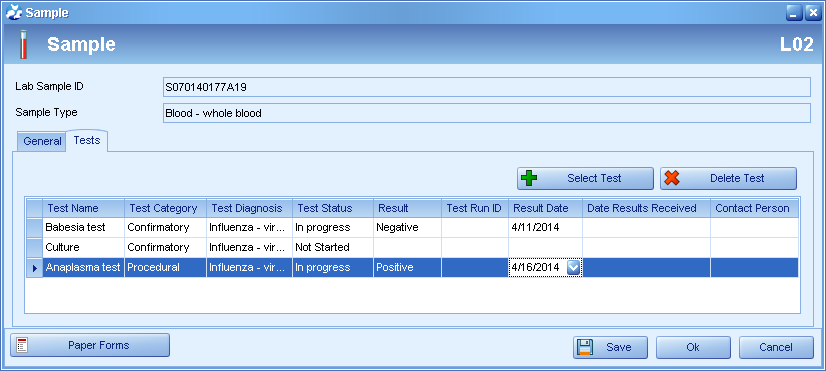 Sample
Sample L02
Lab Sample ID S070140177A19
Sample Type Blood - whole blood
General Tests
Select Test Delete Test
Test Name Test Category Test Diagnosis Test Status Result Test Run ID Result Date Date Results Received Contact Person
Babesia test Confirmatory Influenza - vir... In progress Negative 4/11/2014
Culture Confirmatory Influenza - vir... Not Started
Anaplasma test Procedural Influenza - vir... In progress Positive 4/16/2014
Paper Forms Save Ok Cancel